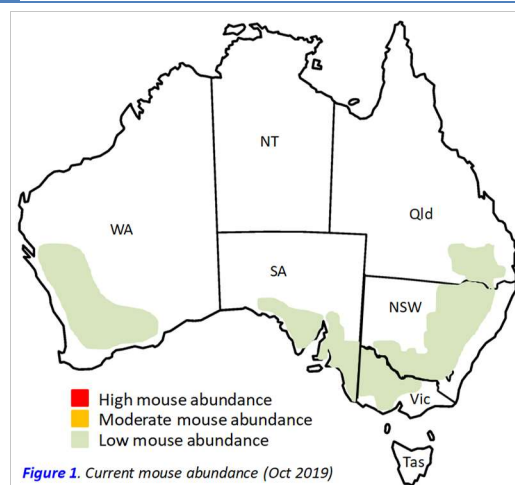 NT
WA
Qld
SA
NSW
Vic
High mouse abundance
Moderate mouse abundance
Low mouse abundance
Tas
Figure 1. Current mouse abundance (Oct 2019)